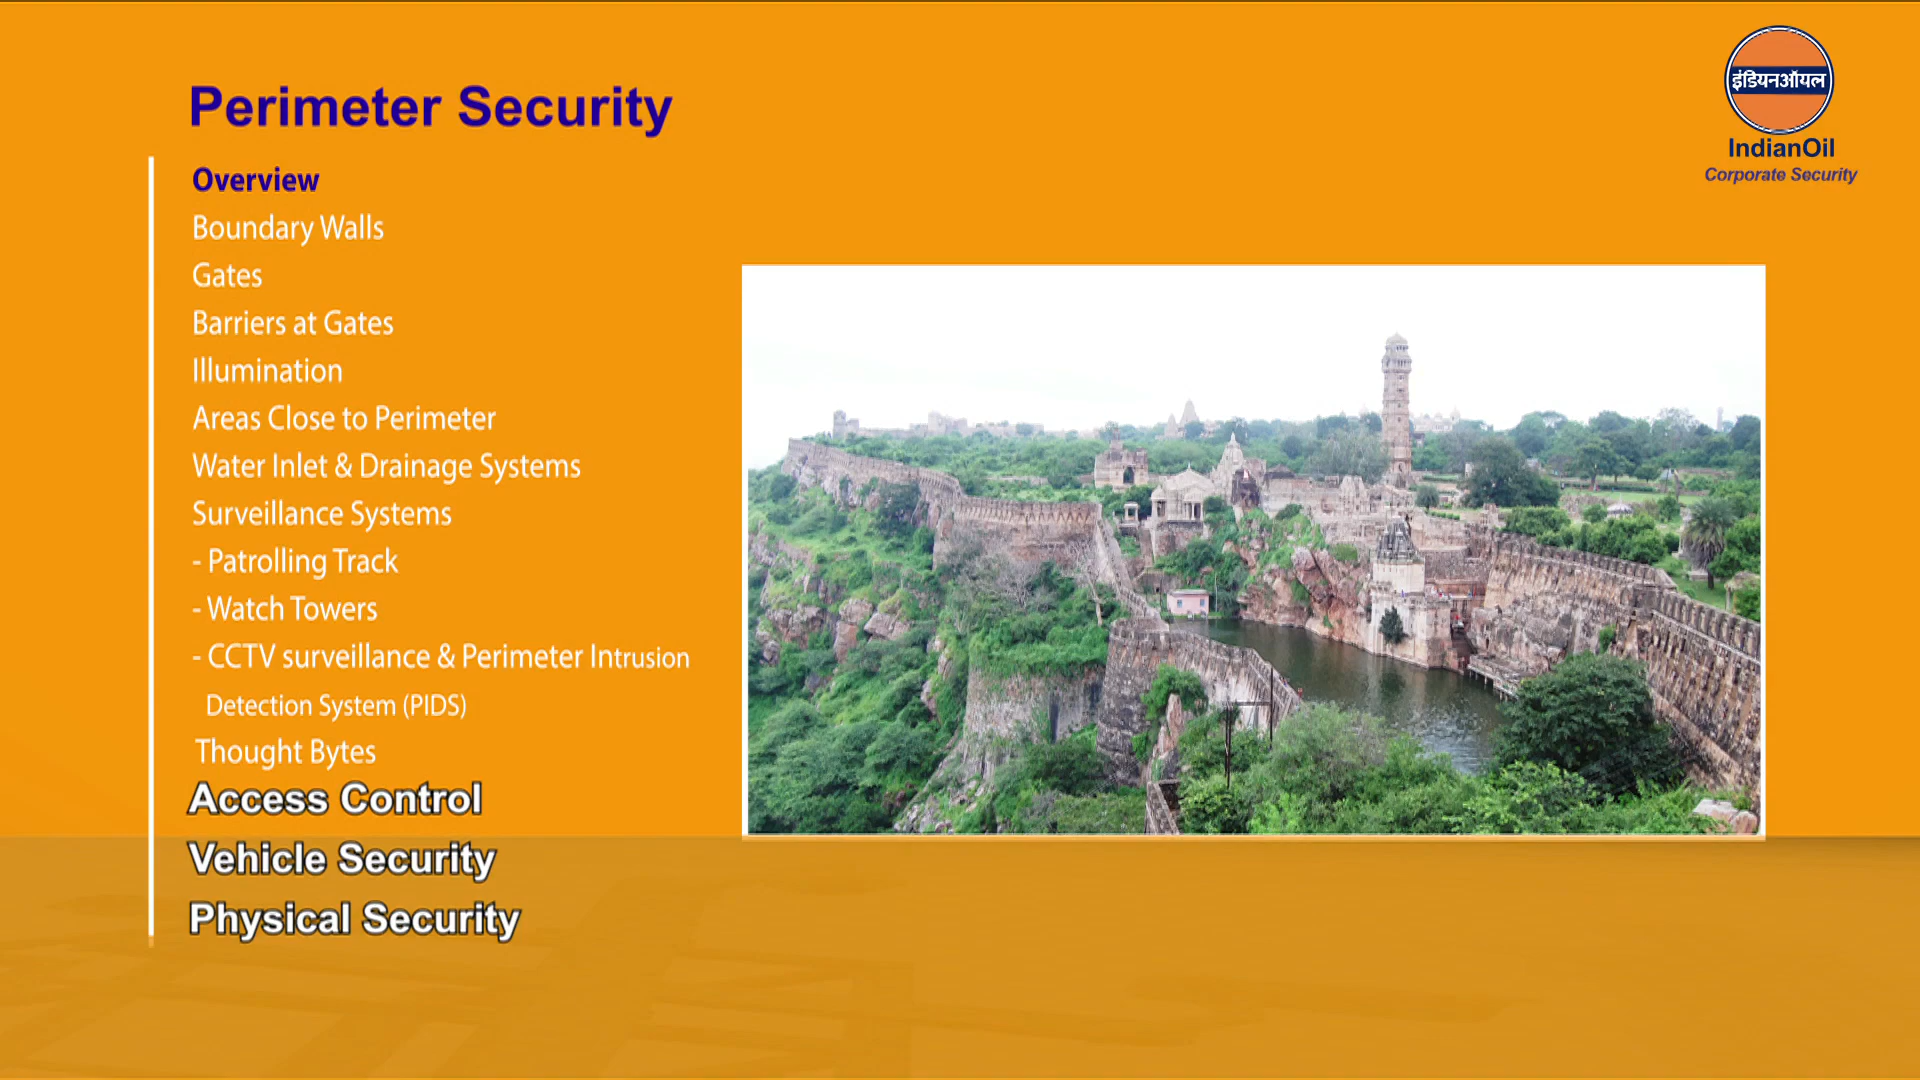 Perimeter Security
Overview
Boundary Walls
Gates
Barriers at Gates
Illumination
Areas Close to Perimeter
Water Inlet & Drainage Systems
Surveillance Systems
- Patrolling Track
- Watch Towers
- CCTV surveillance & Perimeter Intrusion
Detection System (PIDS)
Thought Bytes
Access Control
Vehicle Security
Physical Security
इंडियनऑयल
IndianOil
Corporate Security